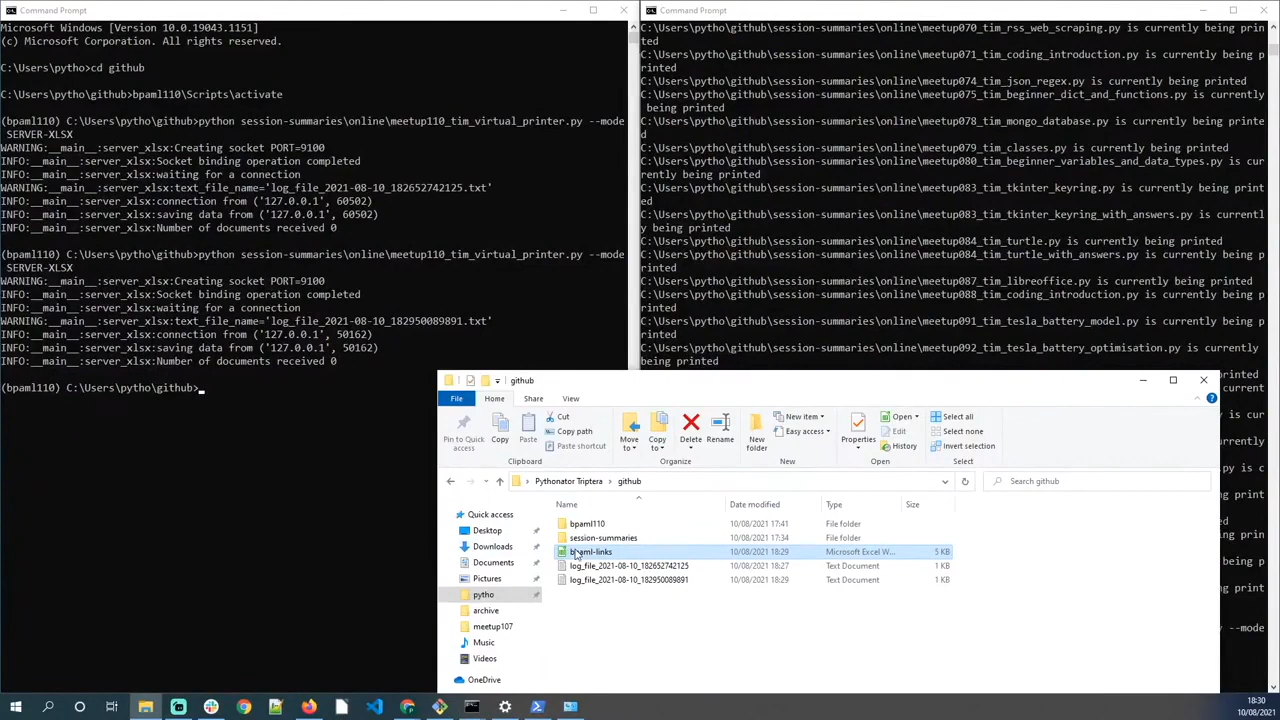 Command Prompt
Microsoft Windows [Version 10.0.19043.1151]
(c) Microsoft Corporation. All rights reserved.
C:\Users\pytho>cd github
C:\Users\pytho\github>bpaml110\Scripts\activate
(bpaml110) C:\Users\pytho\github>python session-summaries\online\meetup110_tim_virtual_printer.py --mode
SERVER-XLSX
WARNING:__main__:server_xlsx:Creating socket PORT=9100
INFO:__main__:server_xlsx:Socket binding operation completed
INFO:__main__:server_xlsx:waiting for a connection
WARNING:__main__:server_xlsx:text_file_name='log_file_2021-08-10_182652742125.txt'
INFO:__main__:server_xlsx:connection from ('127.0.0.1', 60502)
INFO:__main__:server_xlsx:saving data from ('127.0.0.1', 60502)
INFO:__main__:server_xlsx:Number of documents received 0
(bpaml110) C:\Users\pytho\github>python session-summaries\online\meetup110_tim_virtual_printer.py --mode
SERVER-XLSX
WARNING:__main__:server_xlsx:Creating socket PORT=9100
INFO:__main__:server_xlsx:Socket binding operation completed
INFO:__main__:server_xlsx:waiting for a connection
WARNING:__main__:server_xlsx:text_file_name='log_file_2021-08-10_182950089891.txt'
INFO:__main__:server_xlsx:connection from ('127.0.0.1', 50162)
INFO:__main__:server_xlsx:saving data from ('127.0.0.1', 50162)
INFO:__main__:server_xlsx:Number of documents received 0
(bpaml110) C:\Users\pytho\github>
Command Prompt
C:\Users\pytho\github\session-summaries\online\meetup070_tim_rss_web_scraping.py is currently being prin
ted
C:\Users\pytho\github\session-summaries\online\meetup071_tim_coding_introduction.py is currently being p
rinted
C:\Users\pytho\github\session-summaries\online\meetup074_tim_json_regex.py is currently being printed
C:\Users\pytho\github\session-summaries\online\meetup075_tim_beginner_dict_and_functions.py is currently
being printed
C:\Users\pytho\github\session-summaries\online\meetup078_tim_mongo_database.py is currently being printe
d
C:\Users\pytho\github\session-summaries\online\meetup079_tim_classes.py is currently being printed
C:\Users\pytho\github\session-summaries\online\meetup080_tim_beginner_variables_and_data_types.py is cur
rently being printed
C:\Users\pytho\github\session-summaries\online\meetup083_tim_tkinter_keyring.py is currently being print
ed
C:\Users\pytho\github\session-summaries\online\meetup083_tim_tkinter_keyring_with_answers.py is currentl
y being printed
C:\Users\pytho\github\session-summaries\online\meetup084_tim_turtle.py is currently being printed
C:\Users\pytho\github\session-summaries\online\meetup084_tim_turtle_with_answers.py is currently being p
rinted
C:\Users\pytho\github\session-summaries\online\meetup087_tim_libreoffice.py is currently being printed
C:\Users\pytho\github\session-summaries\online\meetup088_tim_coding_introduction.py is currently being p
rinted
C:\Users\pytho\github\session-summaries\online\meetup091_tim_tesla_battery_model.py is currently being p
rinted
C:\Users\pytho\github\session-summaries\online\meetup092_tim_tesla_battery_optimisation.py is currently
being printed
github
File
Home
Share
View
Pin to Quick access
Copy
Paste
Cut
Copy path
Paste shortcut
Move to
Copy to
Delete
Rename
New folder
New item
Easy access
Properties
Open
Edit
History
Select all
Select none
Invert selection
Clipboard
Organize
New
Open
Select
Pythonator Triptera
github
Search github
Quick access
Desktop
Downloads
Documents
Pictures
pytho
archive
meetup107
Music
Videos
OneDrive
Name Date modified Type Size
bpaml110 10/08/2021 17:41 File folder
session-summaries 10/08/2021 17:34 File folder
bpaml-links 10/08/2021 18:29 Microsoft Excel W... 5 KB
log_file_2021-08-10_182652742125 10/08/2021 18:27 Text Document 1 KB
log_file_2021-08-10_182950089891 10/08/2021 18:29 Text Document 1 KB
--mode
18:30
10/08/2021